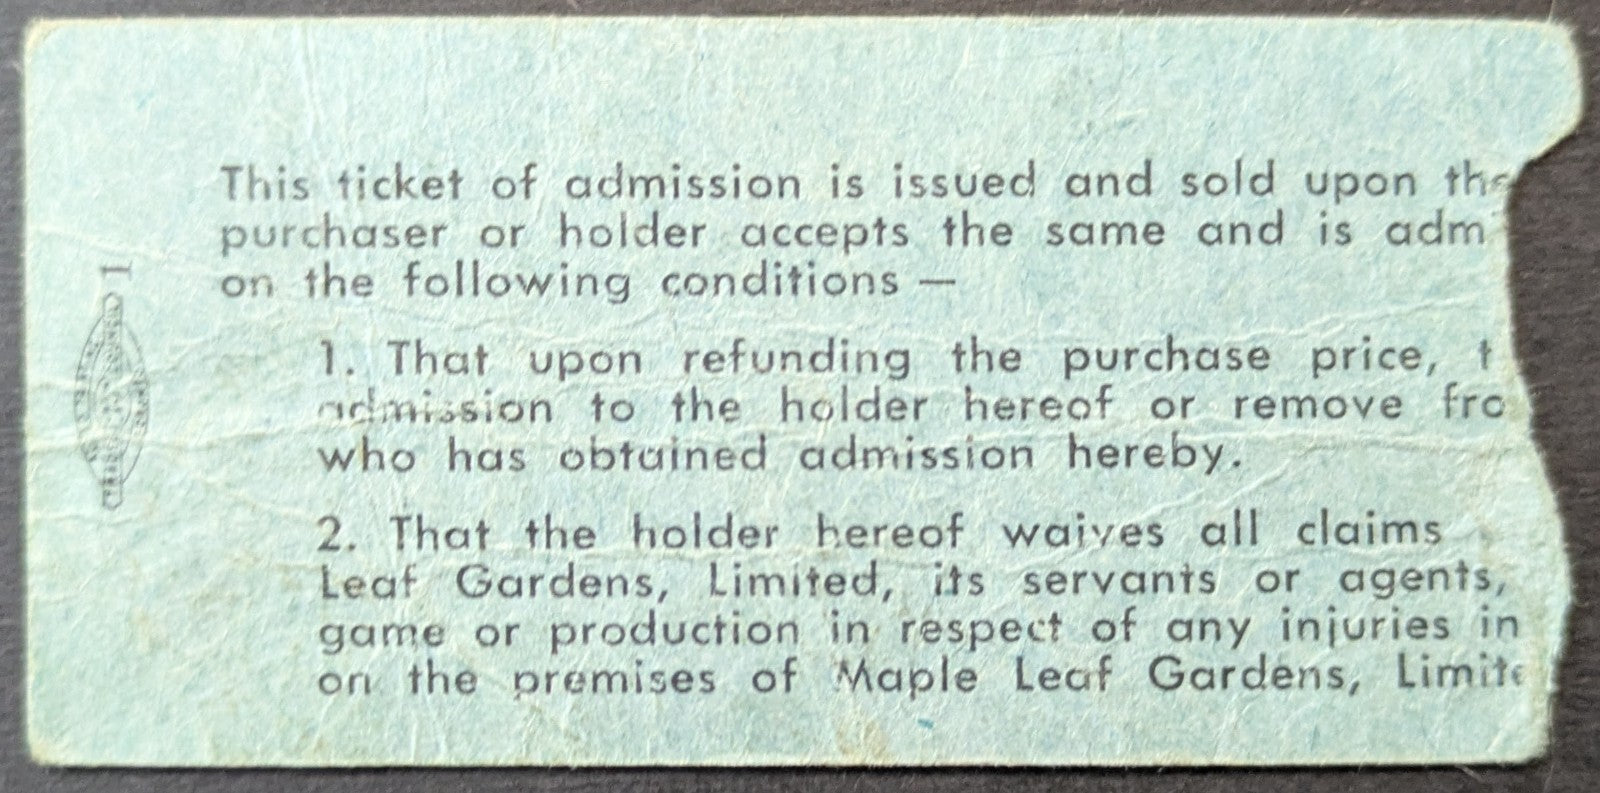 This ticket of admission is issued and sold upon the
purchaser or holder accepts the same and is adm
on the following conditions —
1. That upon refunding the purchase price, t
admission to the holder hereof or remove fro
who has obtained admission hereby.
2. That the holder hereof waives all claims
Leaf Gardens, Limited, its servants or agents,
game or production in respect of any injuries in
on the premises of Maple Leaf Gardens, Limite
1